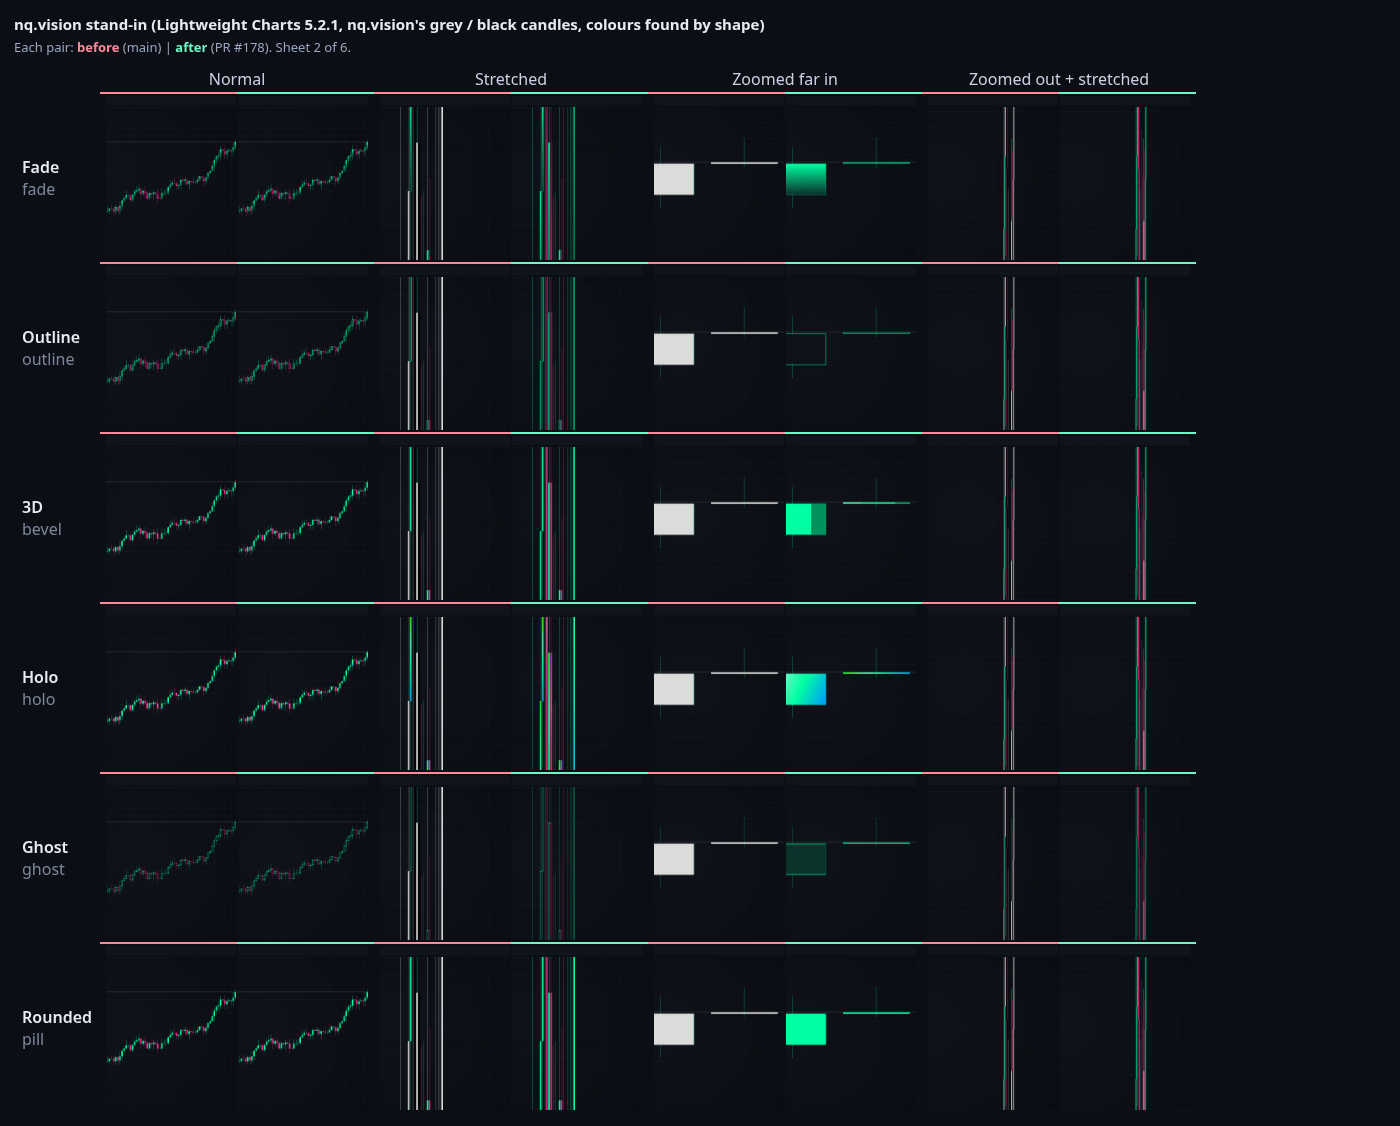 nq.vision stand-in (Lightweight Charts 5.2.1, nq.vision's grey / black candles, colours found by shape)
Each pair: before (main) | after (PR #178). Sheet 2 of 6.
Normal Stretched Zoomed far in Zoomed out + stretched
Fade
fade
Outline
outline
3D
bevel
Holo
holo
Ghost
ghost
Rounded
pill